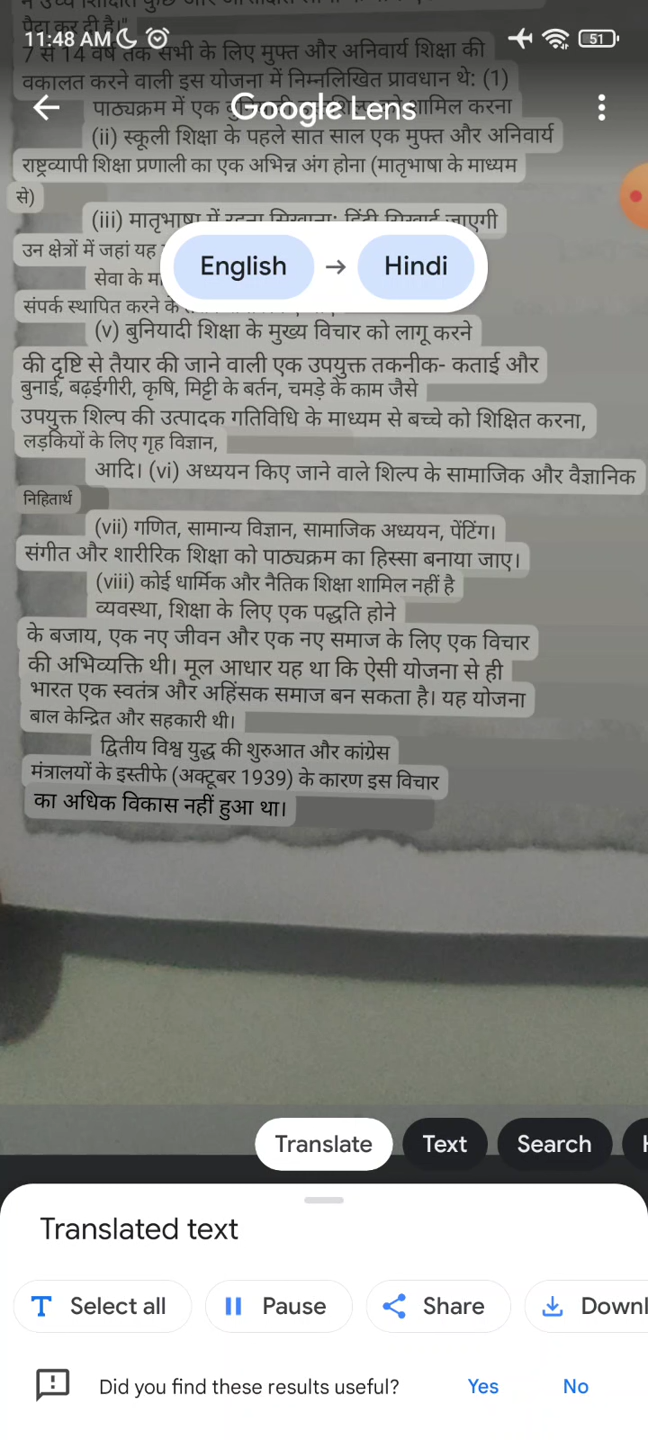 पैदा कर दी है।"
11:48 AM 51
7 से 14 वर्ष तक सभी के लिए मुफ्त और अनिवार्य शिक्षा की
वकालत करने वाली इस योजना में निम्नलिखित प्रावधान थे: (1)
Google Lens
पाठ्यक्रम में एक शामिल करना
(ii) स्कूली शिक्षा के पहले सात साल एक मुफ्त और अनिवार्य
राष्ट्रव्यापी शिक्षा प्रणाली का एक अभिन्न अंग होना (मातृभाषा के माध्यम
से)
(iii) मातृभाषा में
उन क्षेत्रों में जहां यह
English → Hindi
सेवा के
संपर्क स्थापित करने के
(v) बुनियादी शिक्षा के मुख्य विचार को लागू करने
की दृष्टि से तैयार की जाने वाली एक उपयुक्त तकनीक- कताई और
बुनाई, बढ़ईगीरी, कृषि, मिट्टी के बर्तन, चमड़े के काम जैसे
उपयुक्त शिल्प की उत्पादक गतिविधि के माध्यम से बच्चे को शिक्षित करना,
लड़कियों के लिए गृह विज्ञान,
आदि। (vi) अध्ययन किए जाने वाले शिल्प के सामाजिक और वैज्ञानिक
निहितार्थ
(vii) गणित, सामान्य विज्ञान, सामाजिक अध्ययन, पेंटिंग।
संगीत और शारीरिक शिक्षा को पाठ्यक्रम का हिस्सा बनाया जाए।
(viii) कोई धार्मिक और नैतिक शिक्षा शामिल नहीं है
व्यवस्था, शिक्षा के लिए एक पद्धति होने
के बजाय, एक नए जीवन और एक नए समाज के लिए एक विचार
की अभिव्यक्ति थी। मूल आधार यह था कि ऐसी योजना से ही
भारत एक स्वतंत्र और अहिंसक समाज बन सकता है। यह योजना
बाल केन्द्रित और सहकारी थी।
द्वितीय विश्व युद्ध की शुरुआत और कांग्रेस
मंत्रालयों के इस्तीफे (अक्टूबर 1939) के कारण इस विचार
का अधिक विकास नहीं हुआ था।
Translate Text Search
Translated text
Select all Pause Share Downl
Did you find these results useful? Yes No